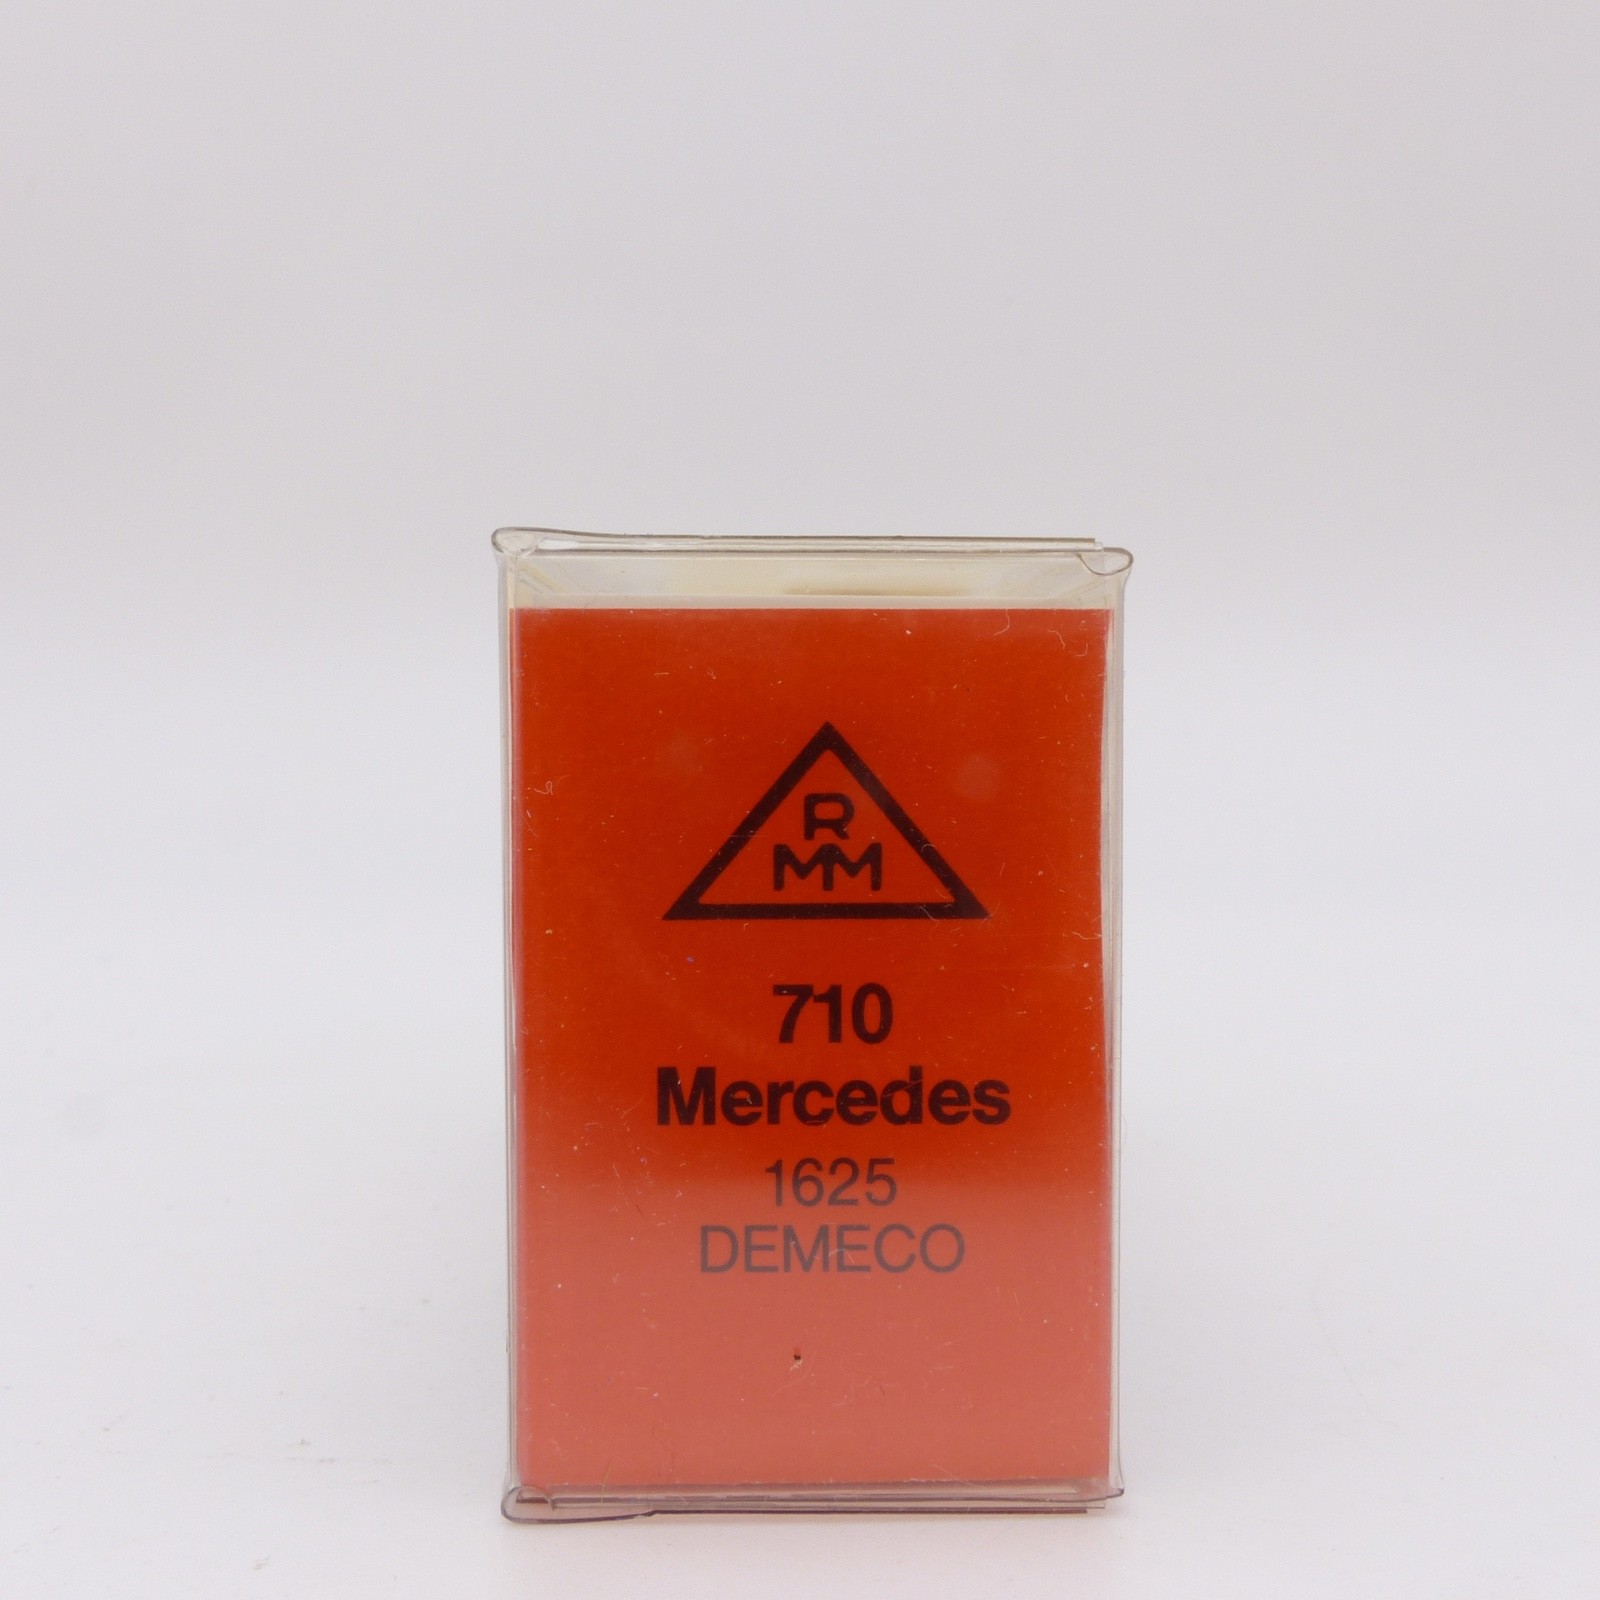 R
MM
710
Mercedes
1625
DEMECO